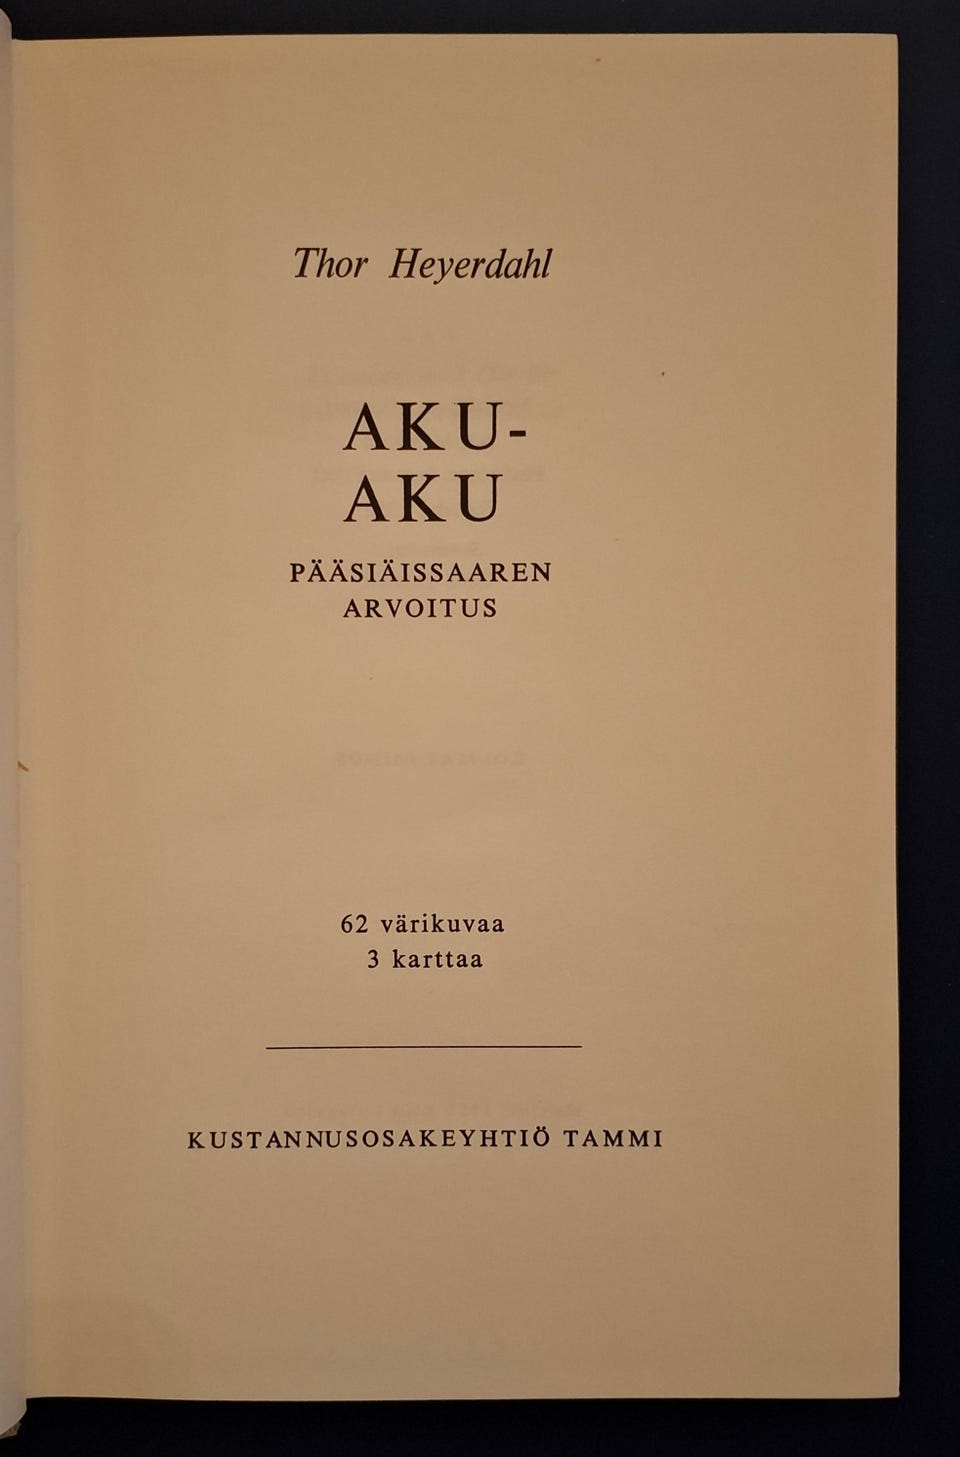 Thor Heyerdahl
AKU-
AKU
PÄÄSIÄISSAAREN
ARVOITUS
62 värikuvaa
3 karttaa
KUSTANNUSOSAKEYHTIÖ TAMMI